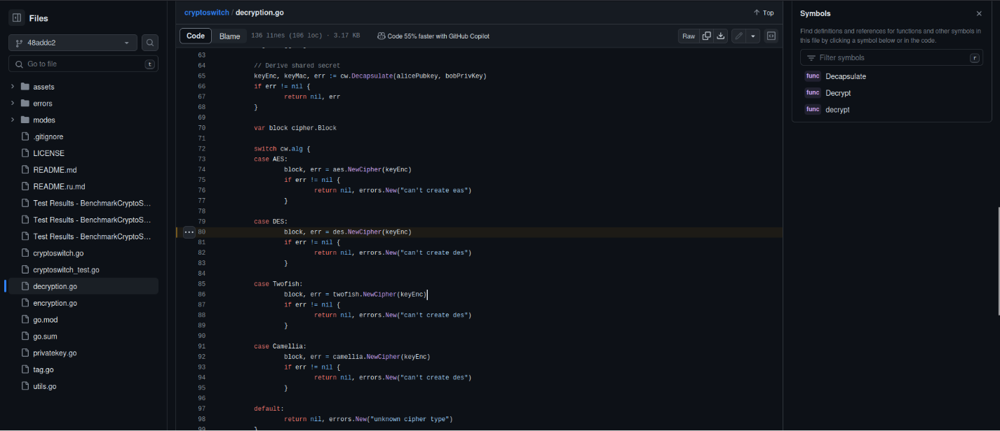 Files
48addc2
Go to file
t
assets
errors
modes
.gitignore
LICENSE
README.md
README.ru.md
Test Results - BenchmarkCryptoS...
Test Results - BenchmarkCryptoS...
Test Results - BenchmarkCryptoS...
cryptoswitch.go
cryptoswitch_test.go
decryption.go
encryption.go
go.mod
go.sum
privatekey.go
tag.go
utils.go
cryptoswitch / decryption.go
Top
Code Blame 136 lines (106 loc) · 3.17 KB Code 55% faster with GitHub Copilot Raw
63
64 // Derive shared secret
65 keyEnc, keyMac, err := cw.Decapsulate(alicePubkey, bobPrivKey)
66 if err != nil {
67 return nil, err
68 }
69
70 var block cipher.Block
71
72 switch cw.alg {
73 case AES:
74 block, err = aes.NewCipher(keyEnc)
75 if err != nil {
76 return nil, errors.New("can't create eas")
77 }
78
79 case DES:
80 block, err = des.NewCipher(keyEnc)
81 if err != nil {
82 return nil, errors.New("can't create des")
83 }
84
85 case Twofish:
86 block, err = twofish.NewCipher(keyEnc)
87 if err != nil {
88 return nil, errors.New("can't create des")
89 }
90
91 case Camellia:
92 block, err = camellia.NewCipher(keyEnc)
93 if err != nil {
94 return nil, errors.New("can't create des")
95 }
96
97 default:
98 return nil, errors.New("unknown cipher type")
99 }
Symbols
Find definitions and references for functions and other symbols in
this file by clicking a symbol below or in the code.
Filter symbols
r
func Decapsulate
func Decrypt
func decrypt